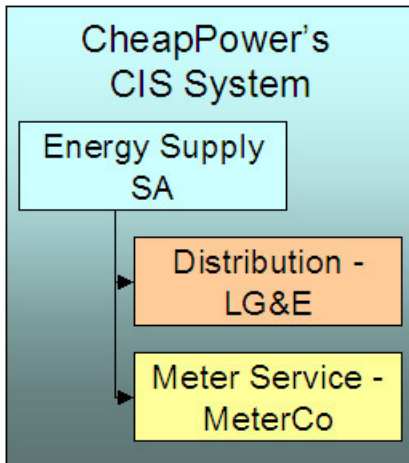 CheapPower's
CIS System
Energy Supply
SA
Distribution -
LG&E
Meter Service -
MeterCo